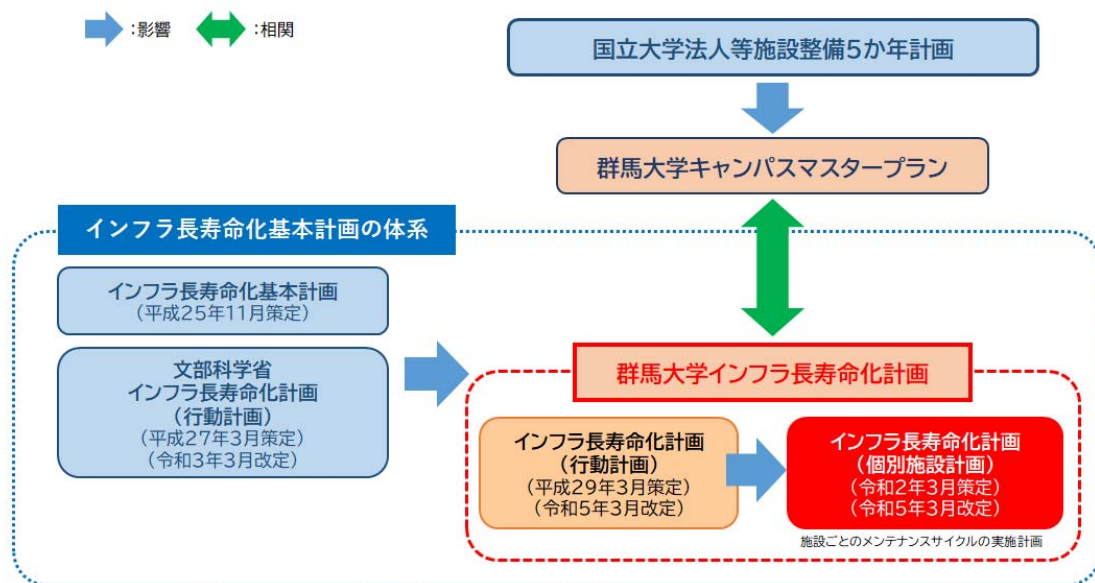 :影響
:相関
国立大学法人等施設整備5か年計画
群馬大学キャンパスマスタープラン
インフラ長寿命化基本計画の体系
インフラ長寿命化基本計画
(平成25年11月策定)
文部科学省
インフラ長寿命化計画
(行動計画)
(平成27年3月策定)
(令和3年3月改定)
群馬大学インフラ長寿命化計画
インフラ長寿命化計画
(行動計画)
(平成29年3月策定)
(令和5年3月改定)
インフラ長寿命化計画
(個別施設計画)
(令和2年3月策定)
(令和5年3月改定)
施設ごとのメンテナンスサイクルの実施計画